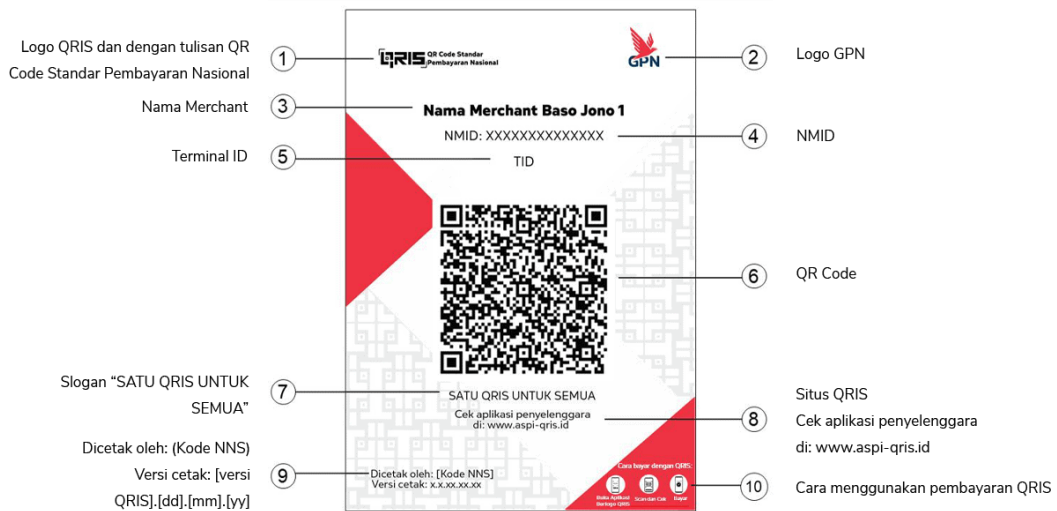 Logo QRIS dan dengan tulisan QR
Code Standar Pembayaran Nasional
1
QRIS
QR Code Standar
Pembayaran Nasional
GPN
2
Logo GPN
Nama Merchant
3
Nama Merchant Baso Jono 1
NMID: XXXXXXXXXXXXXX
4
NMID
Terminal ID
5
TID
6
QR Code
Slogan “SATU QRIS UNTUK
SEMUA”
7
SATU QRIS UNTUK SEMUA
Cek aplikasi penyelenggara
di: www.aspi-qris.id
8
Situs QRIS
Cek aplikasi penyelenggara
di: www.aspi-qris.id
Dicetak oleh: (Kode NNS)
Versi cetak: [versi
QRIS].[dd].[mm].[yy]
9
Dicetak oleh: [Kode NNS]
Versi cetak: x.x.xx.xx.xx
Cara bayar dengan QRIS:
Buka Aplikasi
Berlogo QRIS
Scan dan Cek
Bayar
10
Cara menggunakan pembayaran QRIS